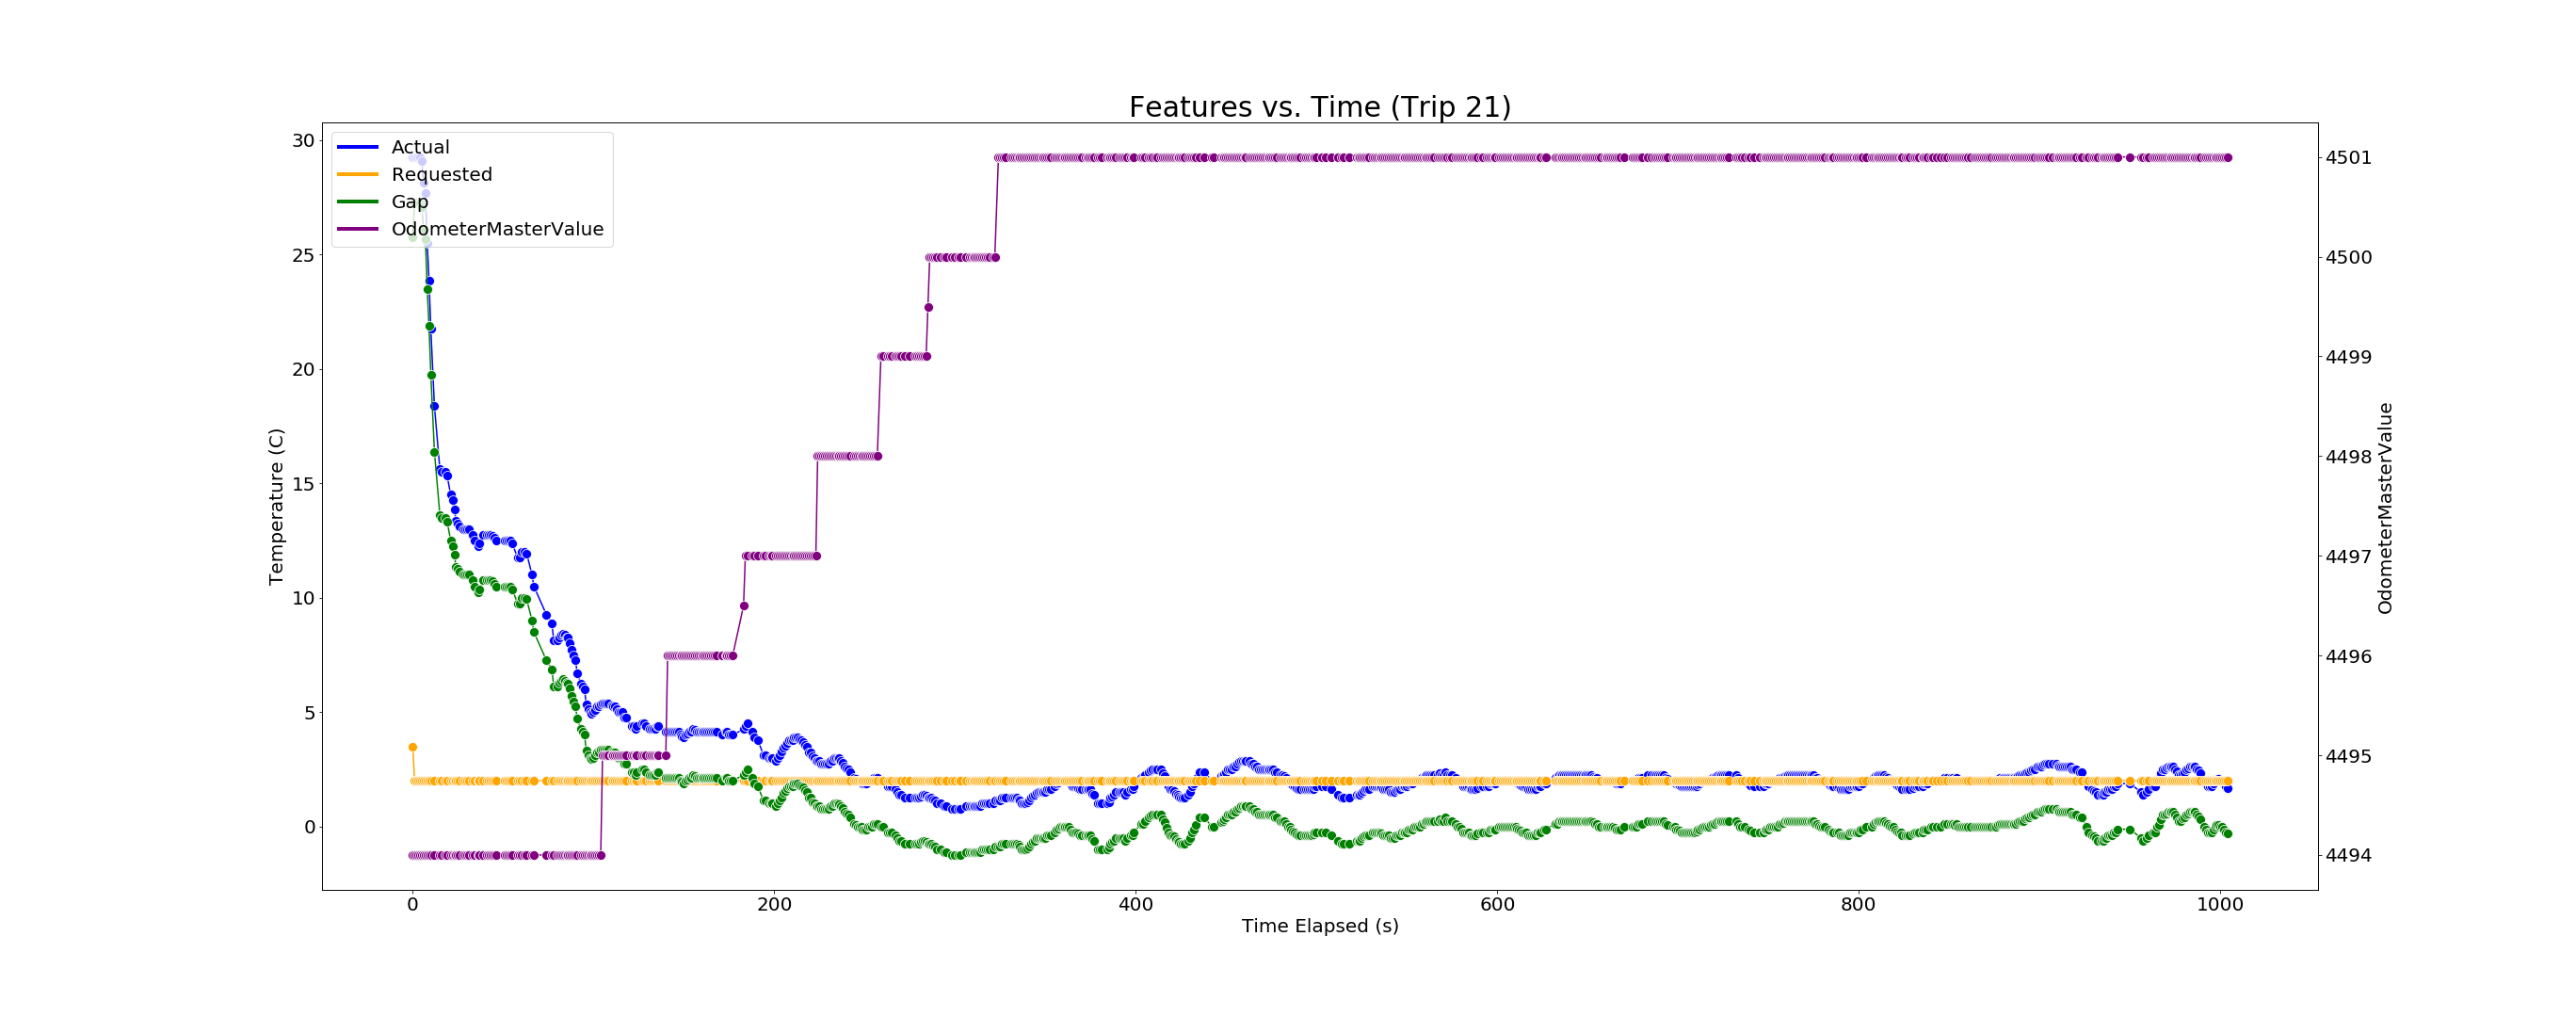 Features vs. Time (Trip 21)
Actual
Requested
Gap
OdometerMasterValue
30
25
20
15
10
5
0
Temperature (C)
4501
4500
4499
4498
4497
4496
4495
4494
OdometerMasterValue
0 200 400 600 800 1000
Time Elapsed (s)